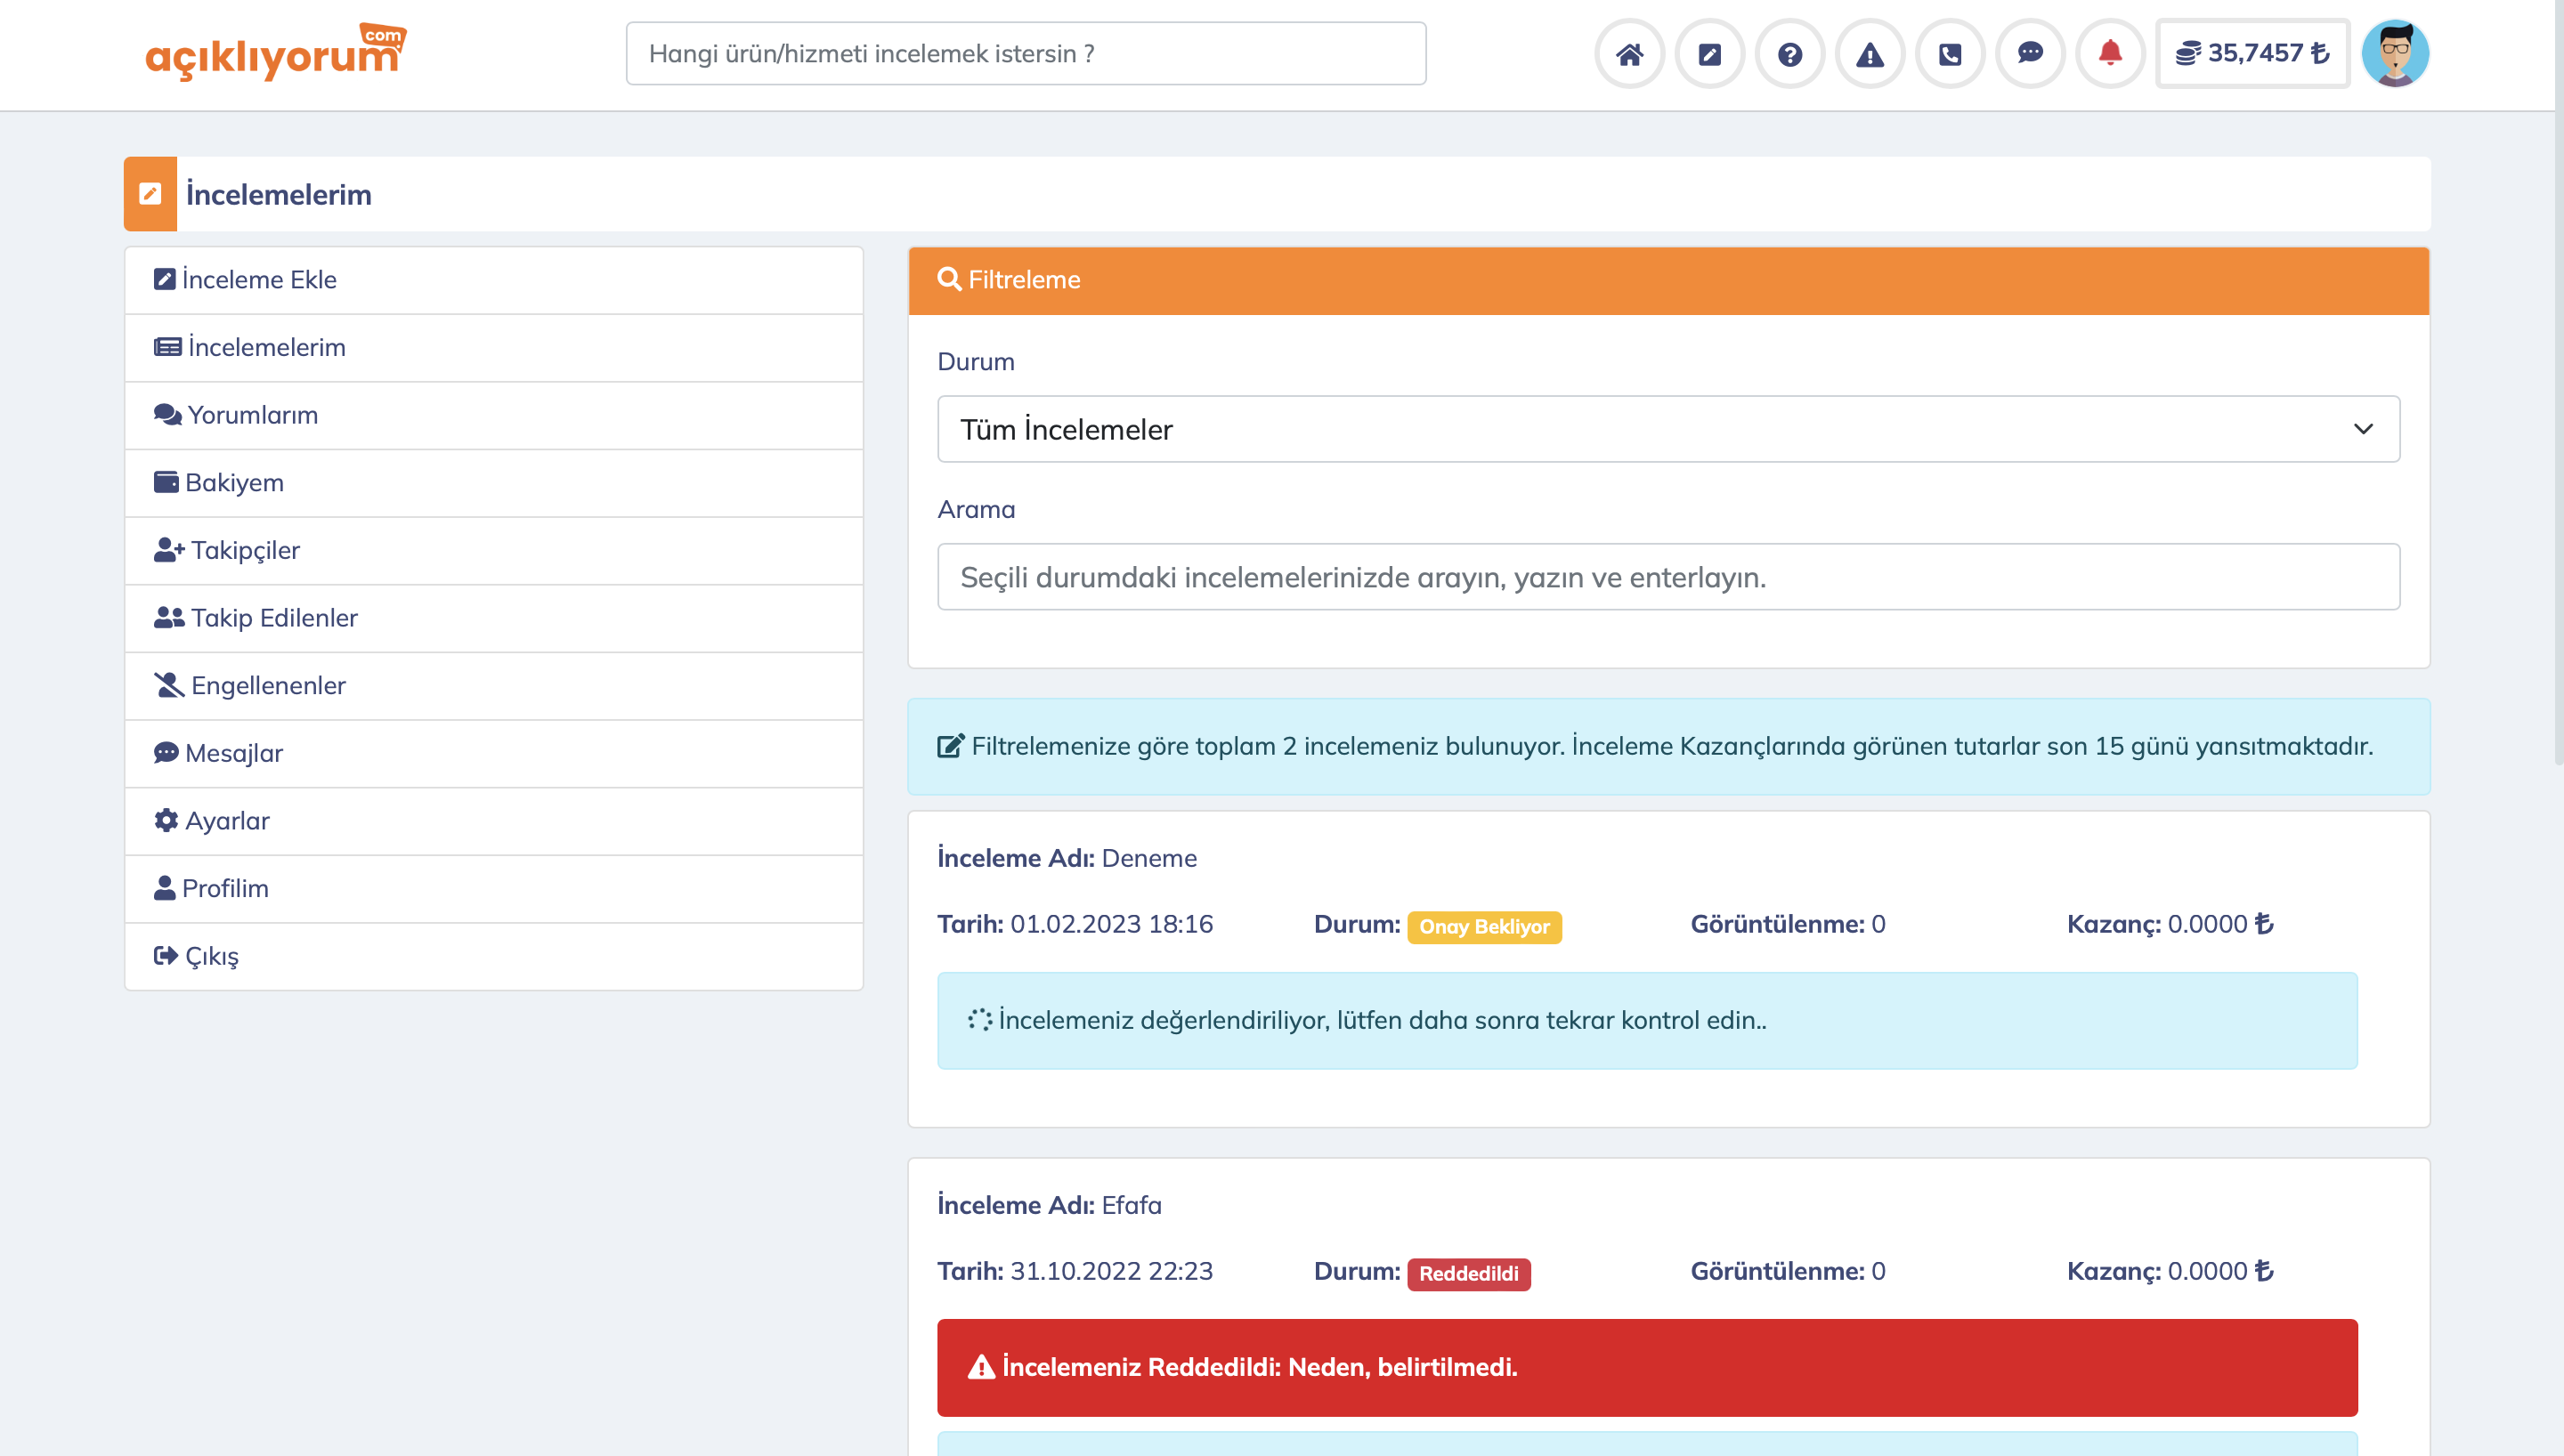 açıklıyorum
com
Hangi ürün/hizmeti incelemek istersin ?
35,7457 ₺
İncelemelerim
İnceleme Ekle
İncelemelerim
Yorumlarım
Bakiyem
Takipçiler
Takip Edilenler
Engellenenler
Mesajlar
Ayarlar
Profilim
Çıkış
Filtreleme
Durum
Tüm İncelemeler
Arama
Seçili durumdaki incelemelerinizde arayın, yazın ve enterlayın.
Filtrelemenize göre toplam 2 incelemeniz bulunuyor. İnceleme Kazançlarında görünen tutarlar son 15 günü yansıtmaktadır.
İnceleme Adı: Deneme
Tarih: 01.02.2023 18:16 Durum: Onay Bekliyor Görüntülenme: 0 Kazanç: 0.0000 ₺
İncelemeniz değerlendiriliyor, lütfen daha sonra tekrar kontrol edin..
İnceleme Adı: Efafa
Tarih: 31.10.2022 22:23 Durum: Reddedildi Görüntülenme: 0 Kazanç: 0.0000 ₺
İncelemeniz Reddedildi: Neden, belirtilmedi.